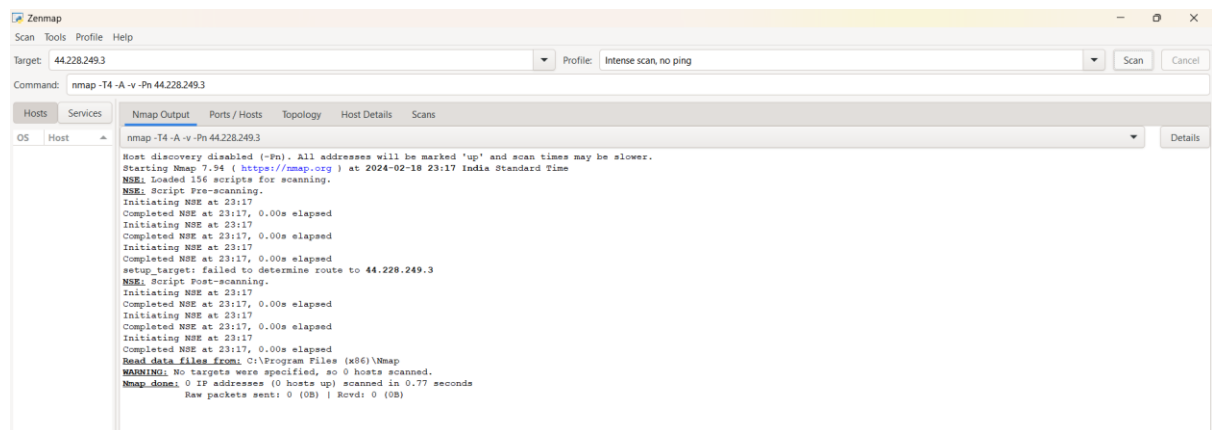 Zenmap
Scan Tools Profile Help
Target: 44.228.249.3 Profile: Intense scan, no ping Scan Cancel
Command: nmap -T4 -A -v -Pn 44.228.249.3
Hosts Services Nmap Output Ports / Hosts Topology Host Details Scans
OS Host nmap -T4 -A -v -Pn 44.228.249.3 Details
Host discovery disabled (-Pn). All addresses will be marked 'up' and scan times may be slower.
Starting Nmap 7.94 ( https://nmap.org ) at 2024-02-18 23:17 India Standard Time
NSE: Loaded 156 scripts for scanning.
NSE: Script Pre-scanning.
Initiating NSE at 23:17
Completed NSE at 23:17, 0.00s elapsed
Initiating NSE at 23:17
Completed NSE at 23:17, 0.00s elapsed
Initiating NSE at 23:17
Completed NSE at 23:17, 0.00s elapsed
setup_target: failed to determine route to 44.228.249.3
NSE: Script Post-scanning.
Initiating NSE at 23:17
Completed NSE at 23:17, 0.00s elapsed
Initiating NSE at 23:17
Completed NSE at 23:17, 0.00s elapsed
Initiating NSE at 23:17
Completed NSE at 23:17, 0.00s elapsed
Read data files from: C:\Program Files (x86)\Nmap
WARNING: No targets were specified, so 0 hosts scanned.
Nmap done: 0 IP addresses (0 hosts up) scanned in 0.77 seconds
Raw packets sent: 0 (0B) | Rcvd: 0 (0B)